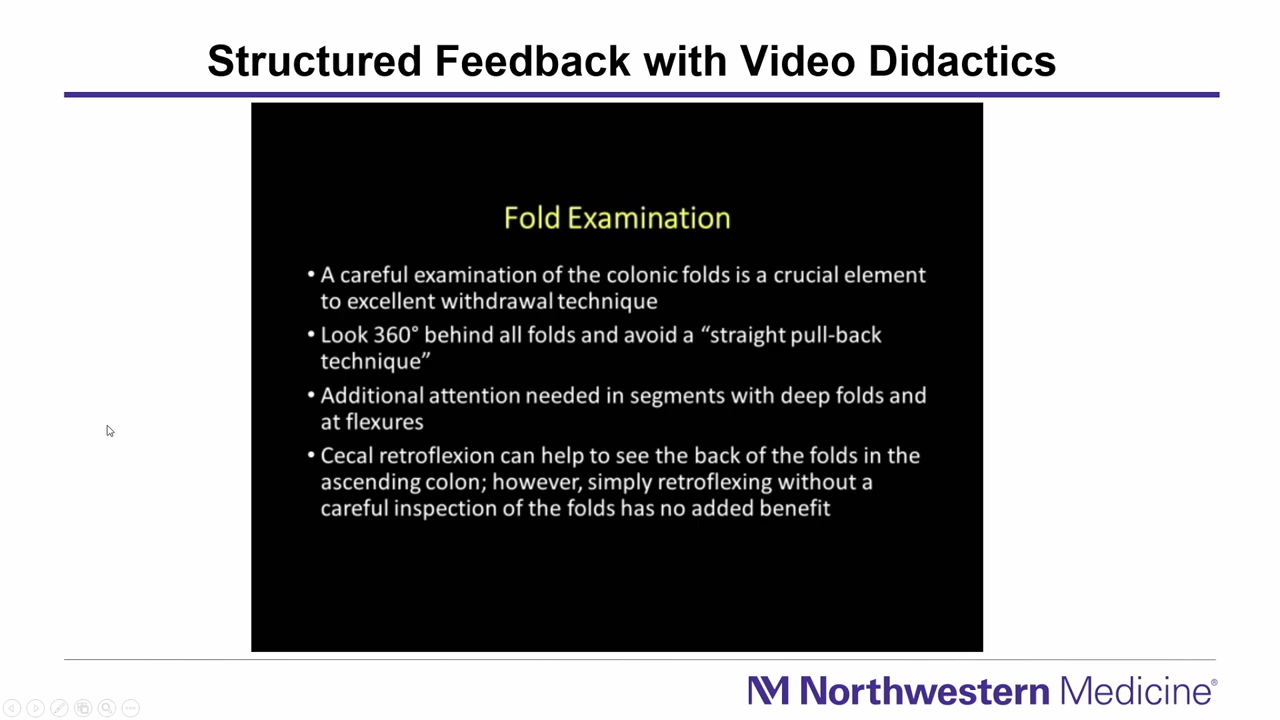 Structured Feedback with Video Didactics
Fold Examination
• A careful examination of the colonic folds is a crucial element
to excellent withdrawal technique
• Look 360° behind all folds and avoid a “straight pull-back
technique”
• Additional attention needed in segments with deep folds and
at flexures
• Cecal retroflexion can help to see the back of the folds in the
ascending colon; however, simply retroflexing without a
careful inspection of the folds has no added benefit
NM Northwestern Medicine®